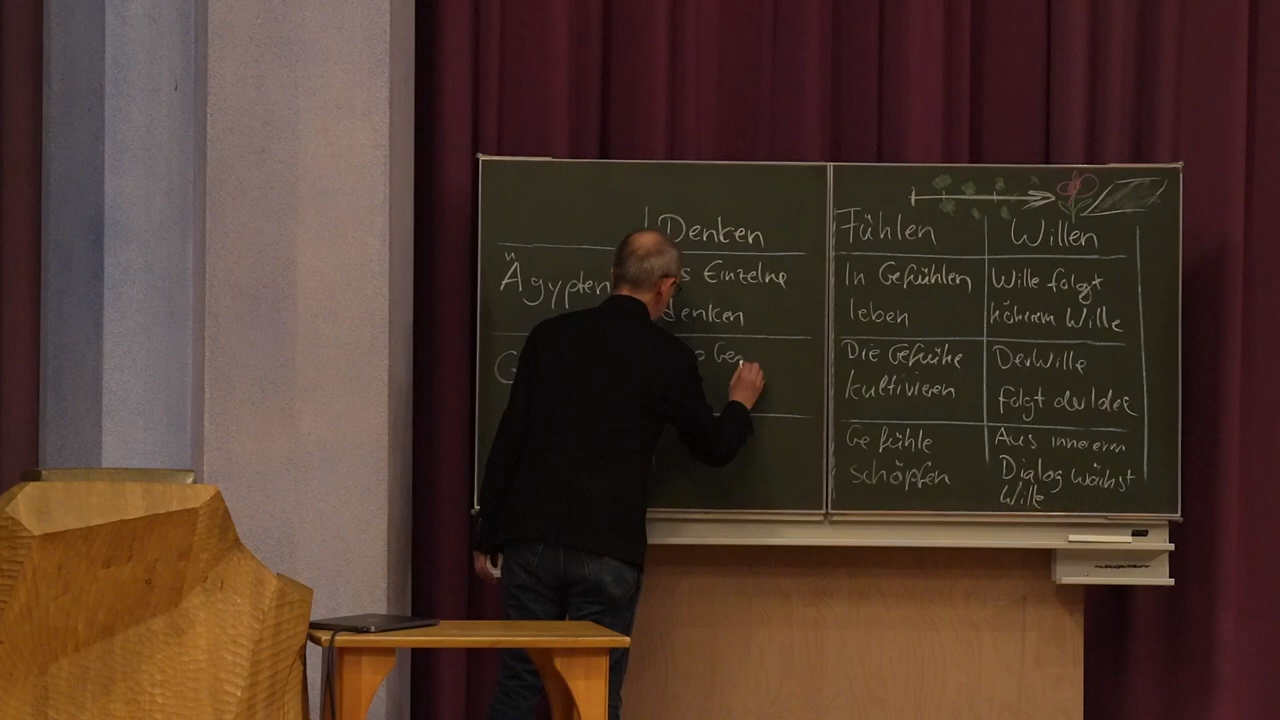 Denken
Fühlen
Willen
Ägypten
Einzelne
denken
In Gefühlen
leben
Wille folgt
höherem Wille
Die Gefühle
kultivieren
Der Wille
folgt der Idee
Gefühle
schöpfen
Aus innerem
Dialog wächst
Wille